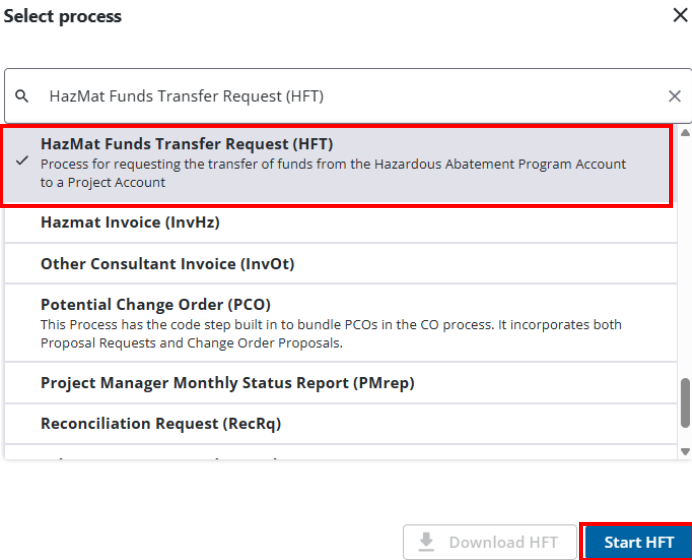 Select process
HazMat Funds Transfer Request (HFT)
HazMat Funds Transfer Request (HFT)
Process for requesting the transfer of funds from the Hazardous Abatement Program Account
to a Project Account
Hazmat Invoice (InvHz)
Other Consultant Invoice (InvOt)
Potential Change Order (PCO)
This Process has the code step built in to bundle PCOs in the CO process. It incorporates both
Proposal Requests and Change Order Proposals.
Project Manager Monthly Status Report (PMrep)
Reconciliation Request (RecRq)
Download HFT
Start HFT